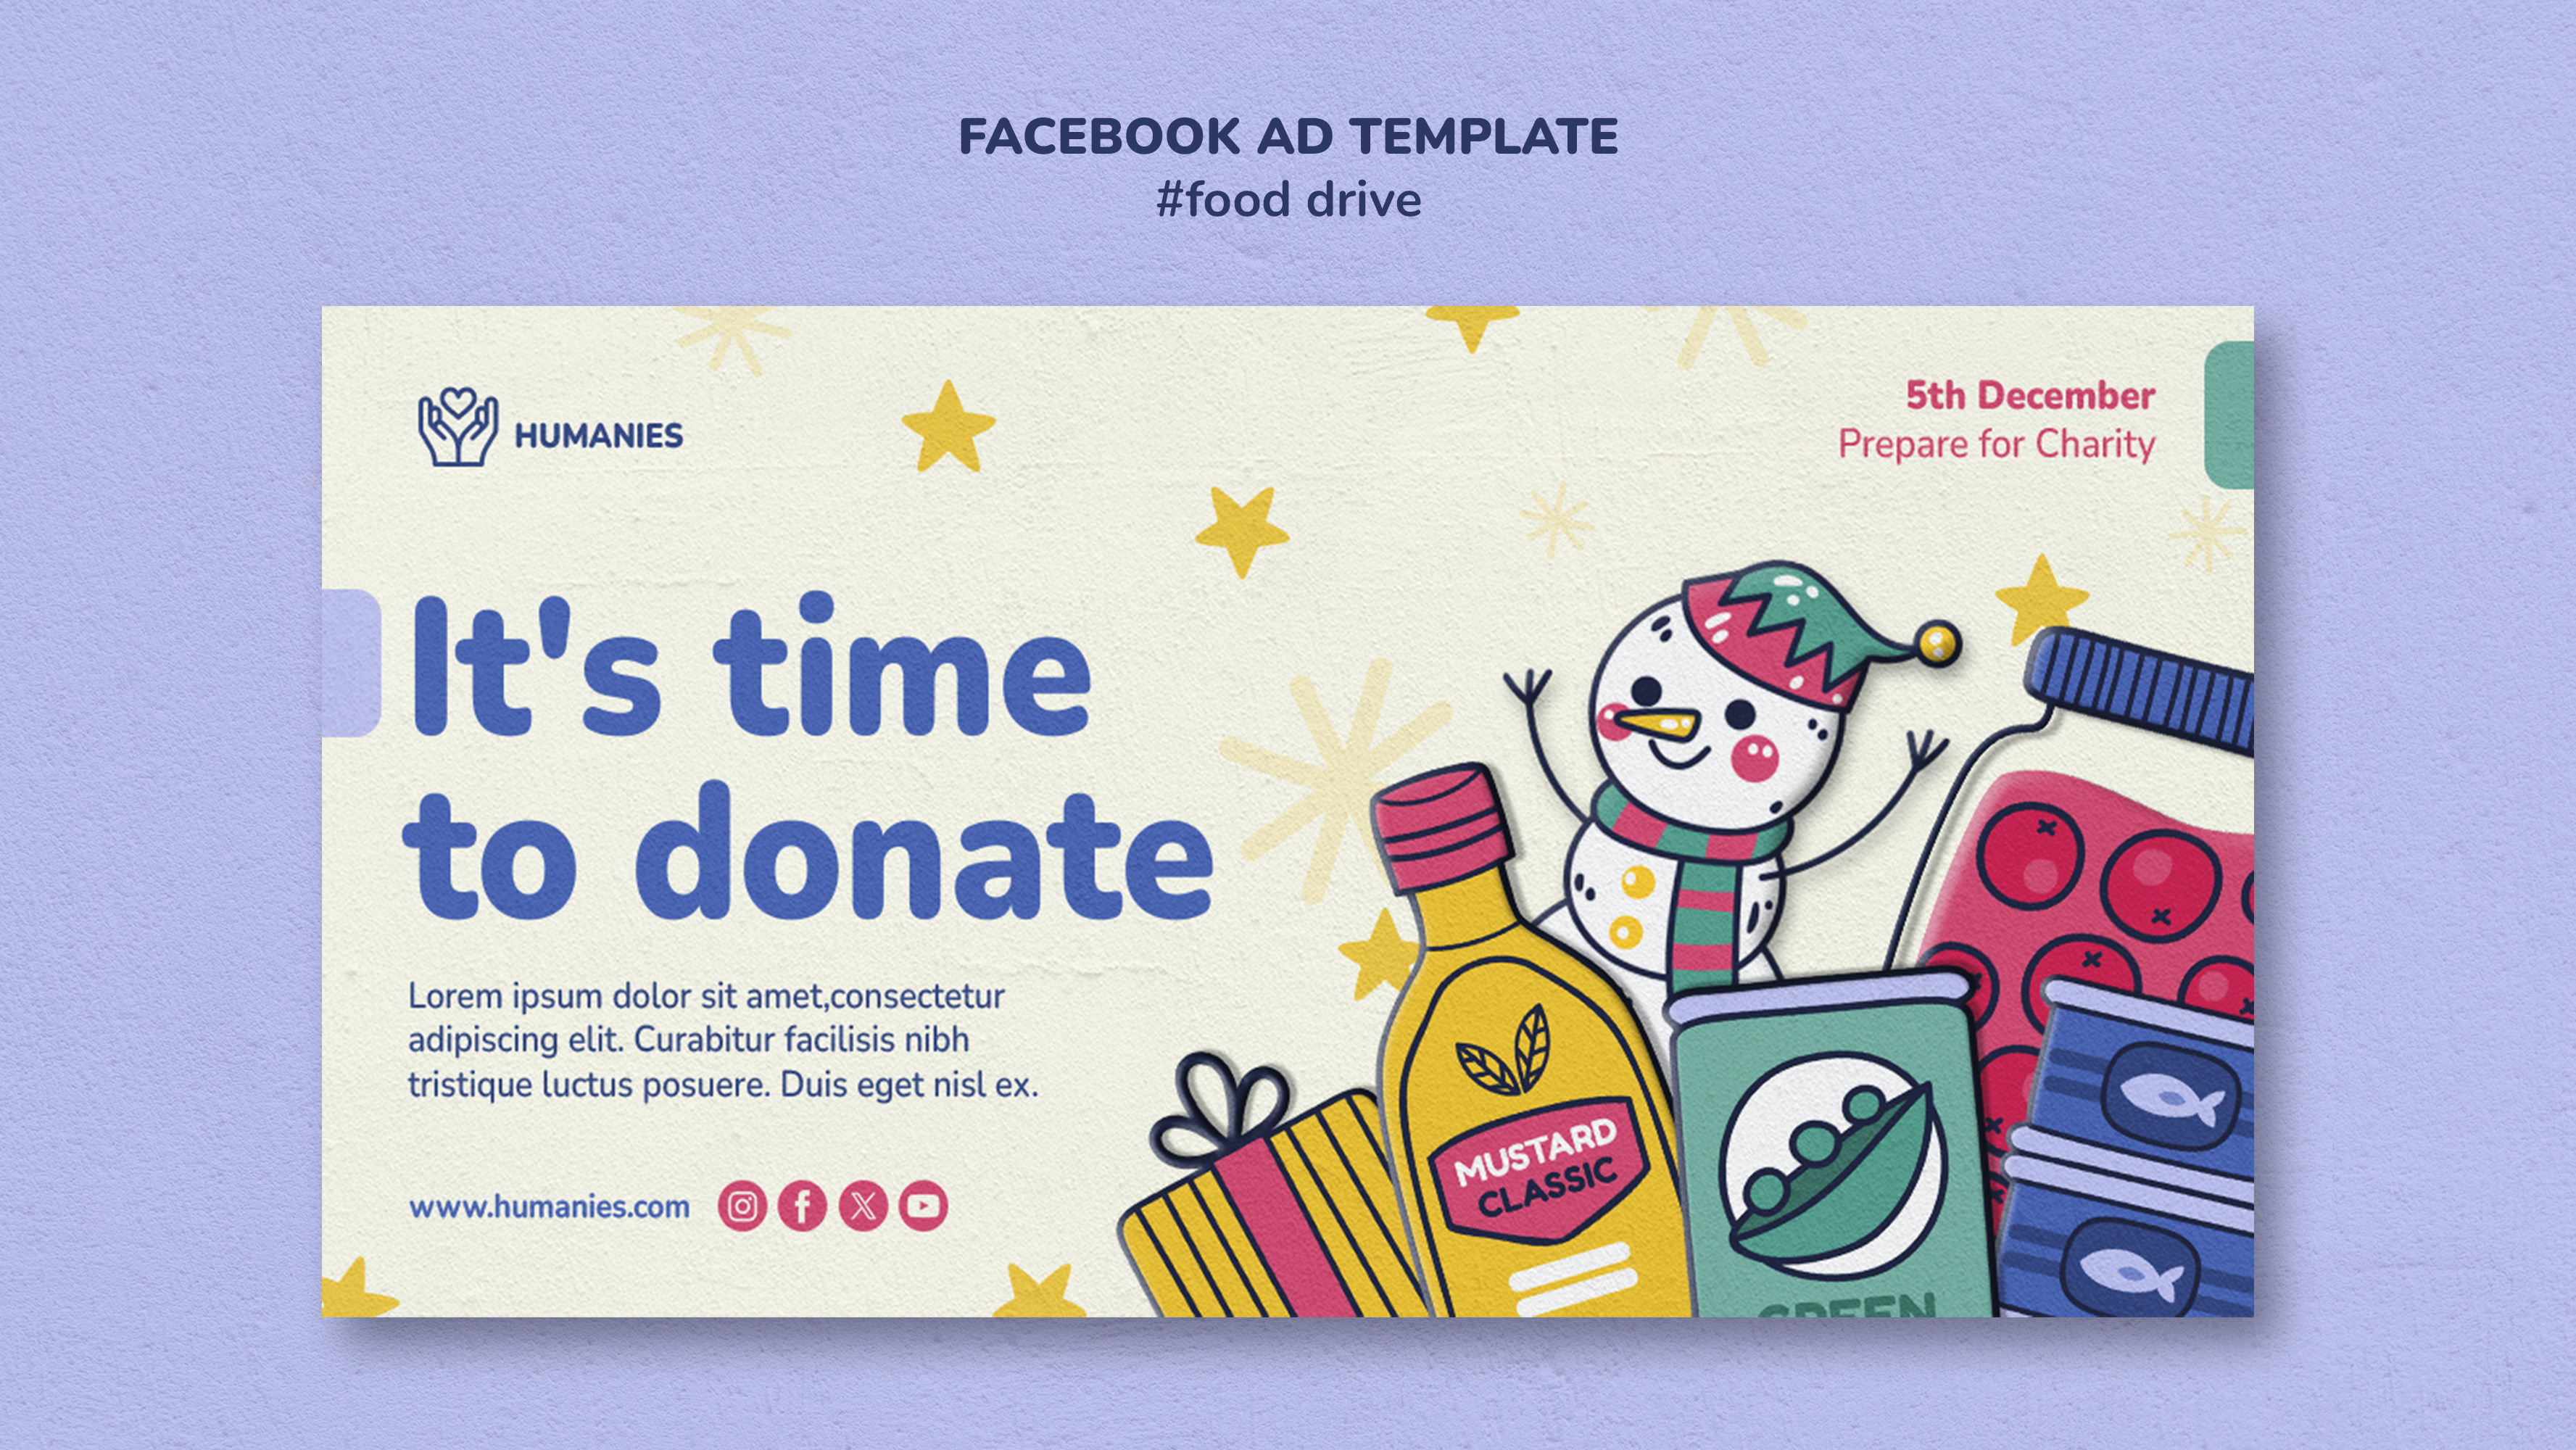 FACEBOOK AD TEMPLATE
#food drive
HUMANIES
5th December
Prepare for Charity
It's time
to donate
Lorem ipsum dolor sit amet,consectetur
adipiscing elit. Curabitur facilisis nibh
tristique luctus posuere. Duis eget nisl ex.
www.humanies.com
MUSTARD
CLASSIC
GREEN